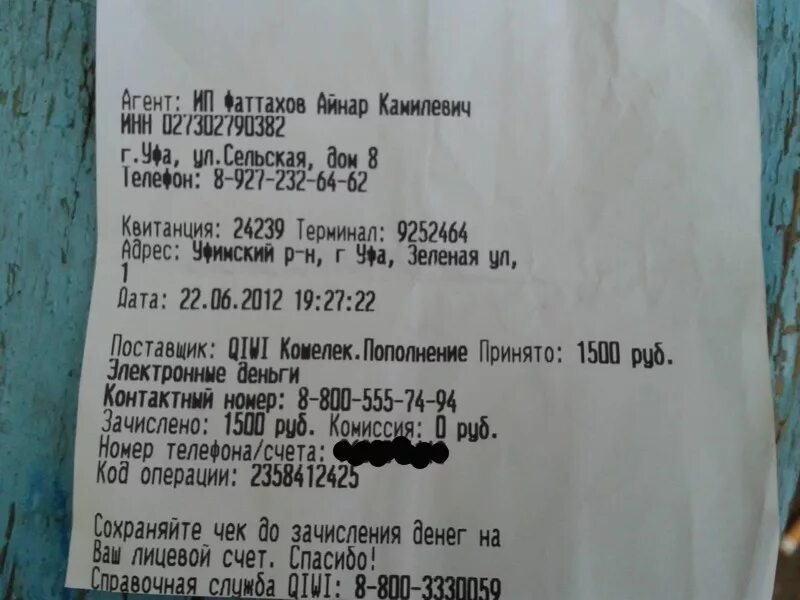 Агент: ИП Фаттахов Айнар Камилевич
ИНН 027302790382
г.Уфа, ул.Сельская, дом 8
Телефон: 8-927-232-64-62
Квитанция: 24239 Терминал: 9252464
Адрес: Уфимский р-н, г Уфа, Зеленая ул,
1
Дата: 22.06.2012 19:27:22
Поставщик: QIWI Кошелек.Пополнение Принято: 1500 руб.
Электронные деньги
Контактный номер: 8-800-555-74-94
Зачислено: 1500 руб. Комиссия: 0 руб.
Номер телефона/счета:
Код операции: 2358412425
Сохраняйте чек до зачисления денег на
Ваш лицевой счет. Спасибо!
Справочная служба QIWI: 8-800-3330059